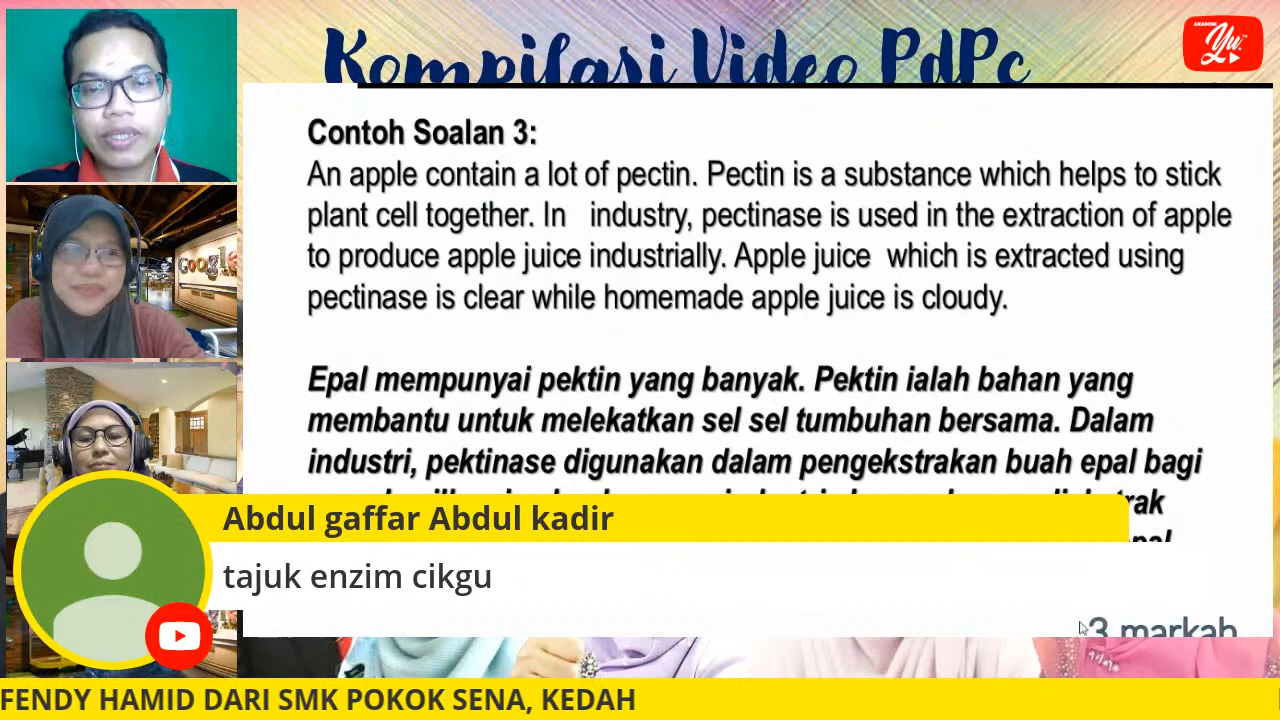 Kompilasi Video PdPc
AKADEMI
Yu.
Contoh Soalan 3:
An apple contain a lot of pectin. Pectin is a substance which helps to stick
plant cell together. In industry, pectinase is used in the extraction of apple
to produce apple juice industrially. Apple juice which is extracted using
pectinase is clear while homemade apple juice is cloudy.
Epal mempunyai pektin yang banyak. Pektin ialah bahan yang
membantu untuk melekatkan sel sel tumbuhan bersama. Dalam
industri, pektinase digunakan dalam pengekstrakan buah epal bagi
Abdul gaffar Abdul kadir
tajuk enzim cikgu
3 markah
FENDY HAMID DARI SMK POKOK SENA, KEDAH